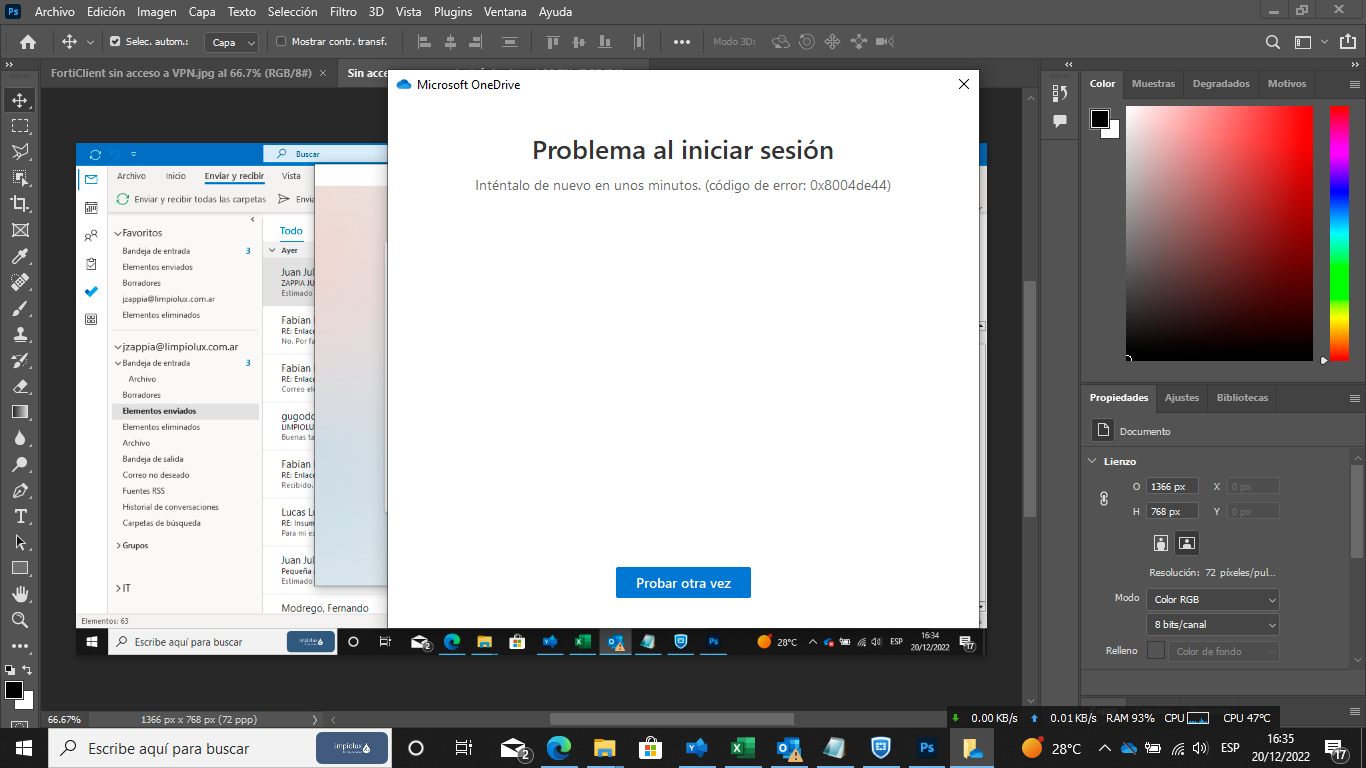 Ps Archivo Edición Imagen Capa Texto Selección Filtro 3D Vista Plugins Ventana Ayuda
Selec. autom.: Capa Mostrar contr. transf. Modo 3D:
FortiClient sin acceso a VPN.jpg al 66.7% (RGB/8#) ×
Sin acce
Microsoft OneDrive
Problema al iniciar sesión
Inténtalo de nuevo en unos minutos. (código de error: 0x8004de44)
Probar otra vez
Buscar
Archivo Inicio Enviar y recibir Vista
Enviar y recibir todas las carpetas Envia
Favoritos
Bandeja de entrada 3
Elementos enviados
Borradores
jzappia@limpiolux.com.ar
Elementos eliminados
jzappia@limpiolux.com.ar
Bandeja de entrada 3
Archivo
Borradores
Elementos enviados
Elementos eliminados
Archivo
Bandeja de salida
Correo no deseado
Fuentes RSS
Historial de conversaciones
Carpetas de búsqueda
Grupos
IT
Elementos: 63
Todo
Ayer
Juan Jul
ZAPPIA JU
Estimado
Fabian
RE: Enlace
No. Por fa
Fabian
RE: Enlace
Correo ele
gugodo
LIMPIOLU
Buenas ta
Fabian
RE: Enlace
Recibido.
Lucas Lu
RE: Insum
Para mi es
Juan Jul
Pequeña
Estimado
Modrego, Fernando
Escribe aquí para buscar limpiolux 2 Ps 28°C ESP 16:34
20/12/2022 17
Color Muestras Degradados Motivos
Propiedades Ajustes Bibliotecas
Documento
Lienzo
O 1366 px X 0 px
H 768 px Y 0 px
Resolución: 72 píxeles/pul...
Modo Color RGB
8 bits/canal
Relleno Color de fondo
66.67% 1366 px x 768 px (72 ppp)
0.00 KB/s 0.01 KB/s RAM 93% CPU CPU 47°C
Escribe aquí para buscar limpiolux 2 Ps 28°C ESP 16:35
20/12/2022 17